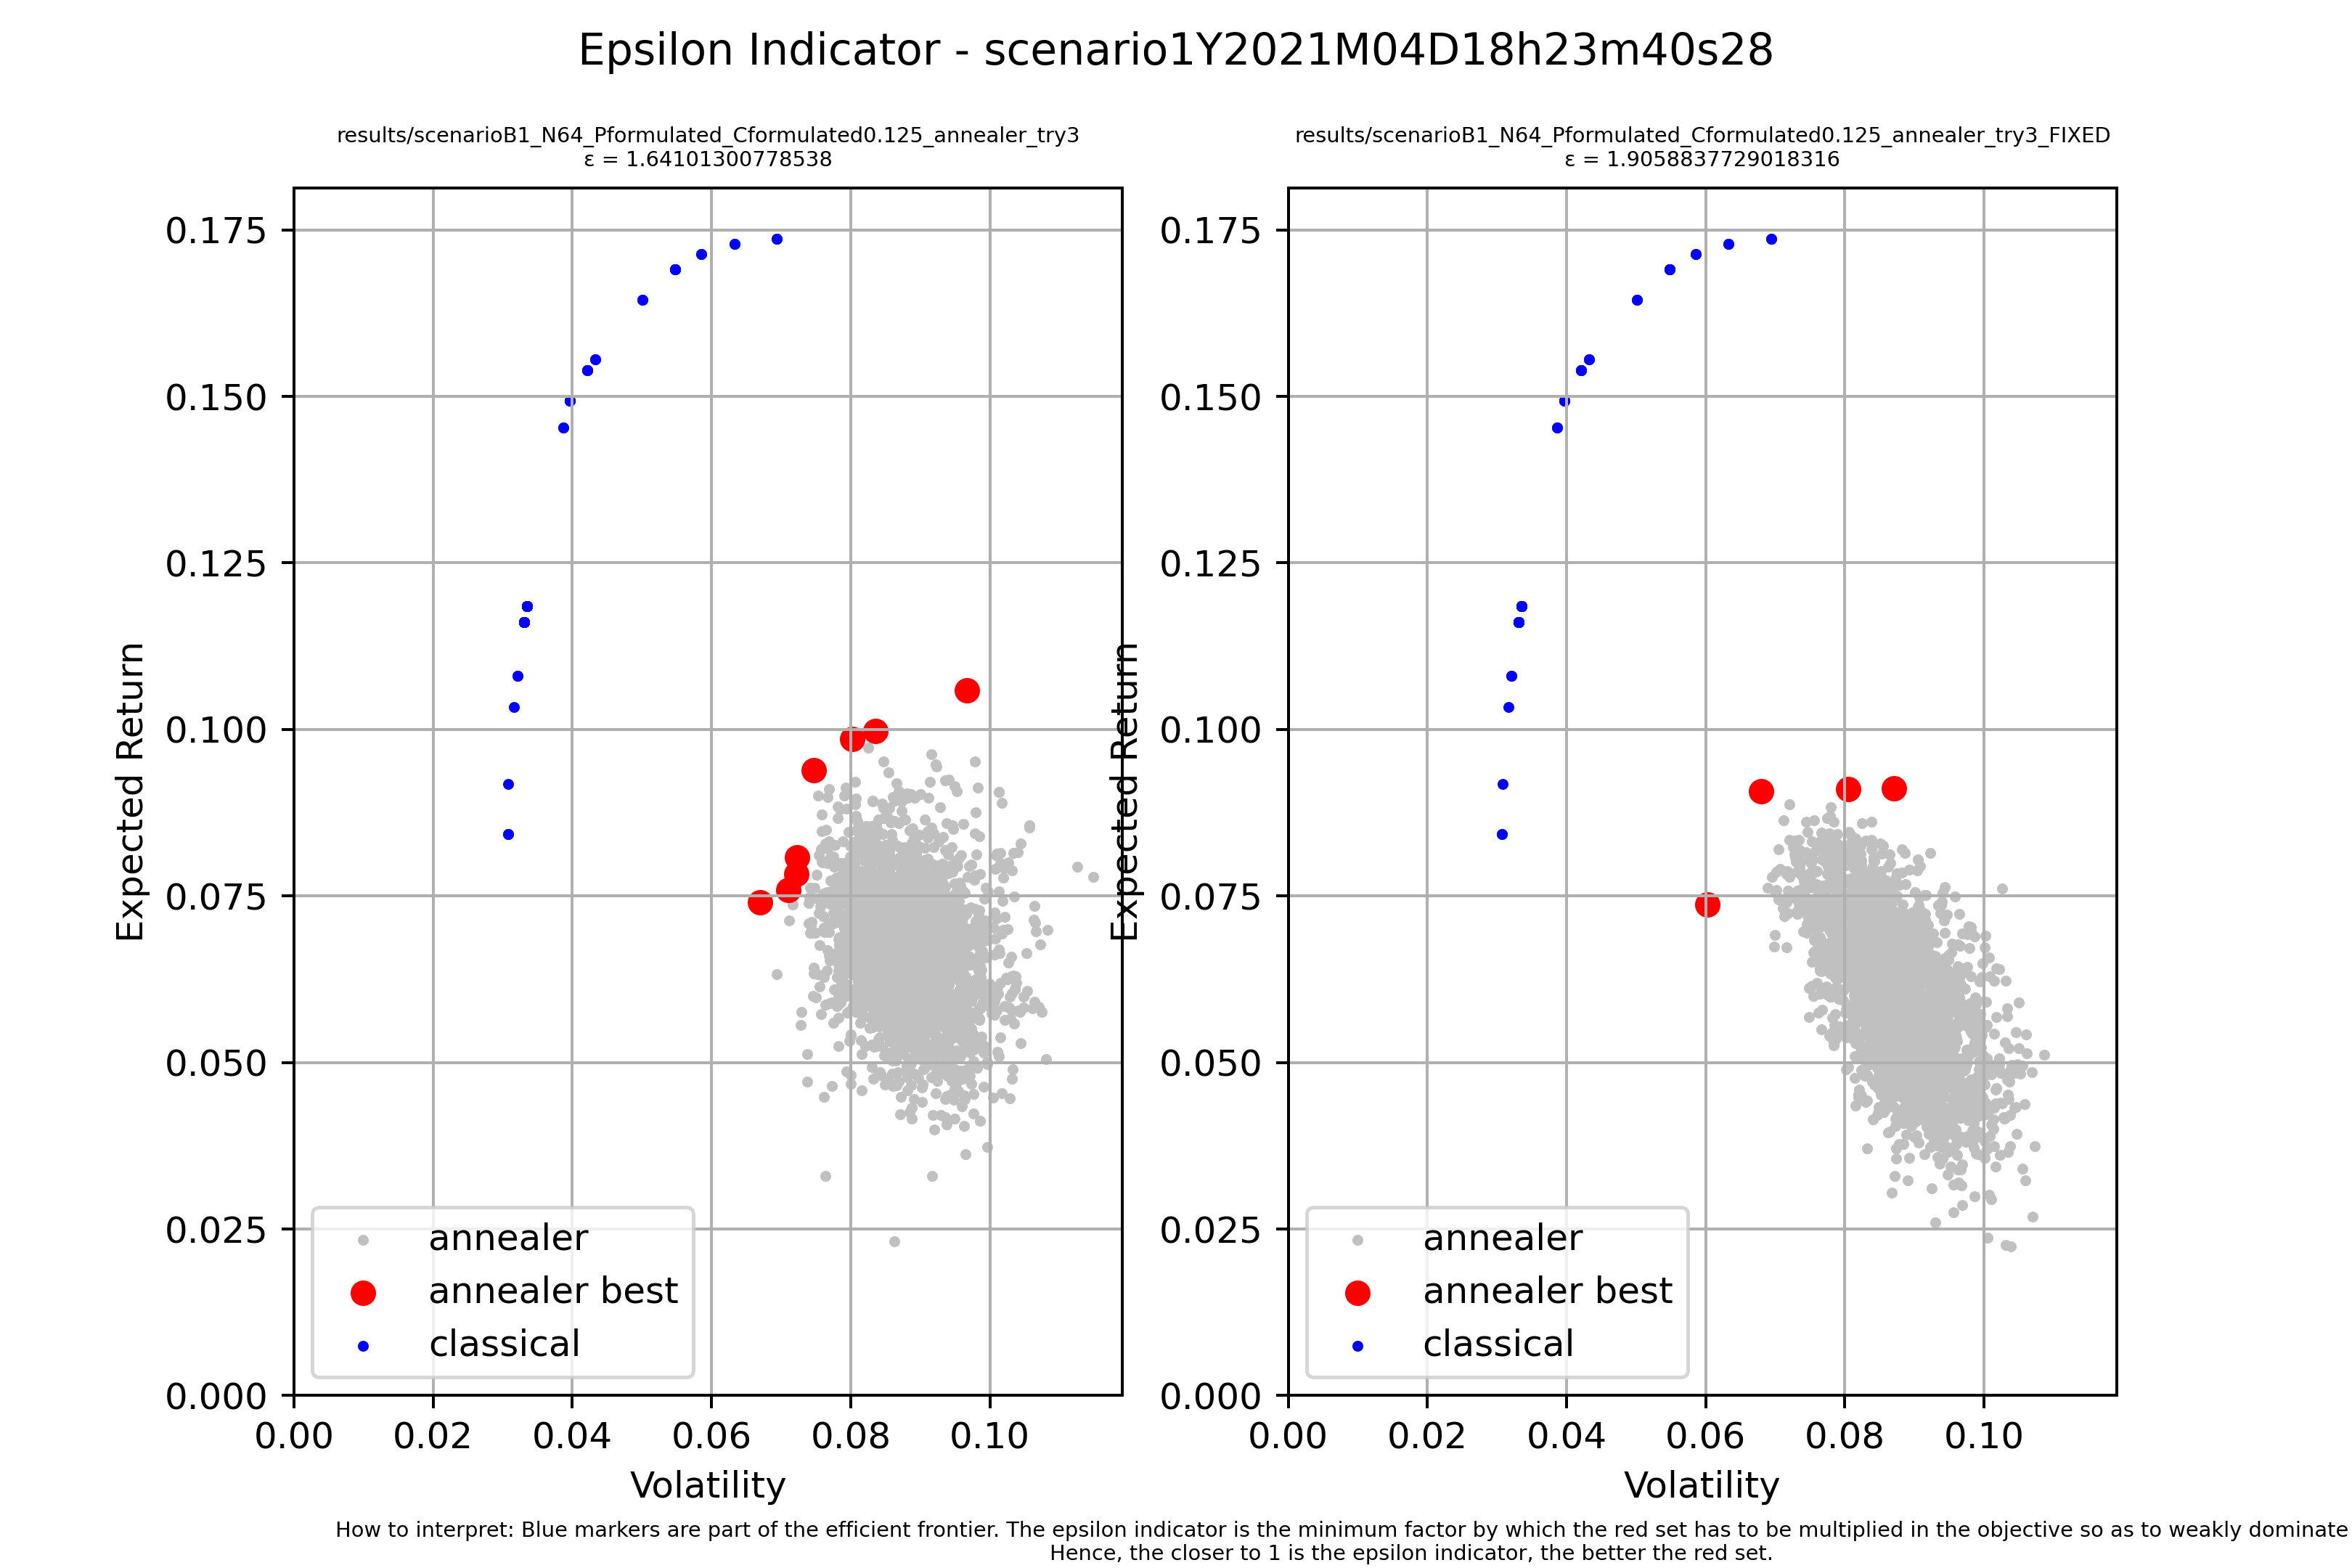 Epsilon Indicator - scenario1Y2021M04D18h23m40s28
results/scenarioB1_N64_Pformulated_Cformulated0.125_annealer_try3
ε = 1.64101300778538
0.175
0.150
0.125
0.100
0.075
0.050
0.025
0.000
Expected Return
annealer
annealer best
classical
0.00 0.02 0.04 0.06 0.08 0.10
Volatility
results/scenarioB1_N64_Pformulated_Cformulated0.125_annealer_try3_FIXED
ε = 1.9058837729018316
0.175
0.150
0.125
0.100
0.075
0.050
0.025
0.000
Expected Return
annealer
annealer best
classical
0.00 0.02 0.04 0.06 0.08 0.10
Volatility
How to interpret: Blue markers are part of the efficient frontier. The epsilon indicator is the minimum factor by which the red set has to be multiplied in the objective so as to weakly dominate
Hence, the closer to 1 is the epsilon indicator, the better the red set.